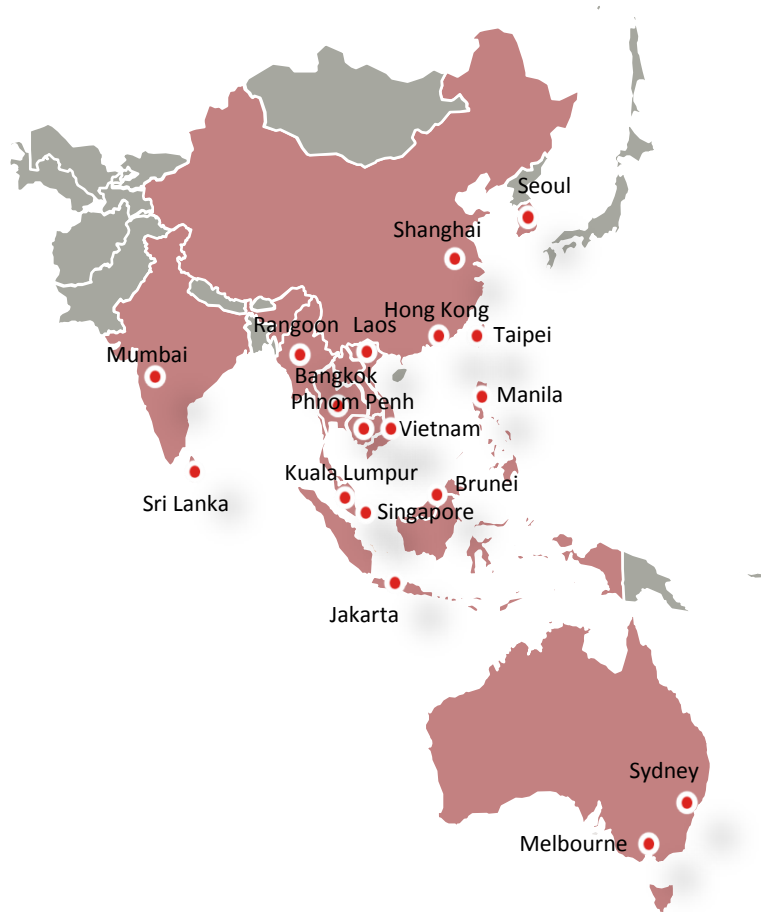 Seoul
Shanghai
Hong Kong
Rangoon
Laos
Taipei
Mumbai
Bangkok
Manila
Phnom Penh
Vietnam
Kuala Lumpur
Brunei
Sri Lanka
Singapore
Jakarta
Sydney
Melbourne